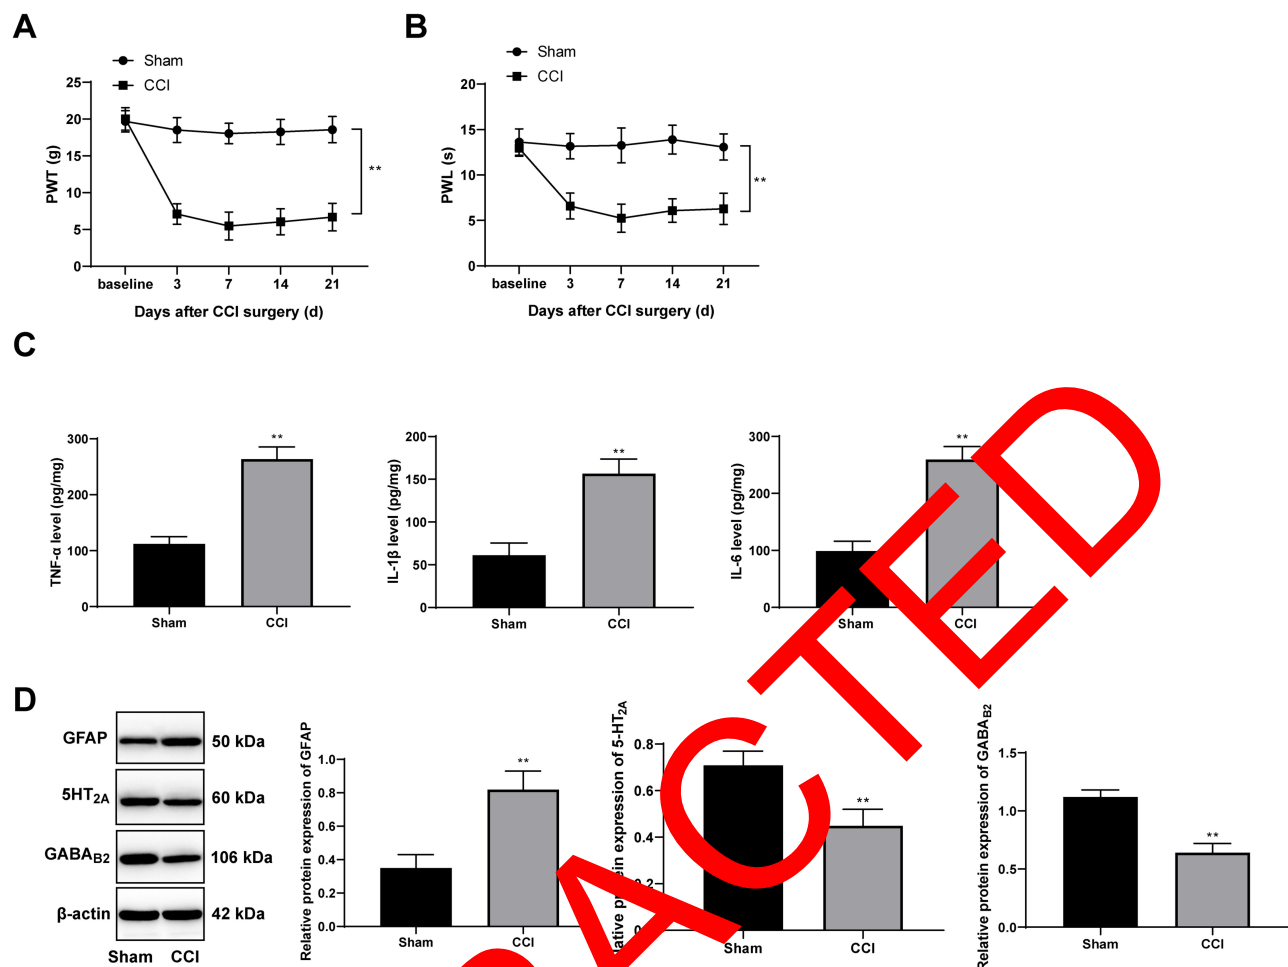 A
Sham
CCI
PWT (g)
25
20
15
10
5
0
baseline 3 7 14 21
Days after CCI surgery (d)
**
B
Sham
CCI
PWL (s)
20
15
10
5
0
baseline 3 7 14 21
Days after CCI surgery (d)
**
C
TNF-α level (pg/mg)
300
200
100
0
**
Sham CCI
IL-1β level (pg/mg)
200
150
100
50
0
**
Sham CCI
IL-6 level (pg/mg)
300
200
100
0
**
Sham CCI
D
GFAP 50 kDa
5HT2A 60 kDa
GABAB2 106 kDa
β-actin 42 kDa
Sham CCI
Relative protein expression of GFAP
1.0
0.8
0.6
0.4
0.2
0.0
**
Sham CCI
protein expression of 5-HT2A
0.8
0.6
0.4
0.2
**
Sham CCI
Relative protein expression of GABAB2
1.5
1.0
0.5
0.0
**
Sham CCI
ACTED